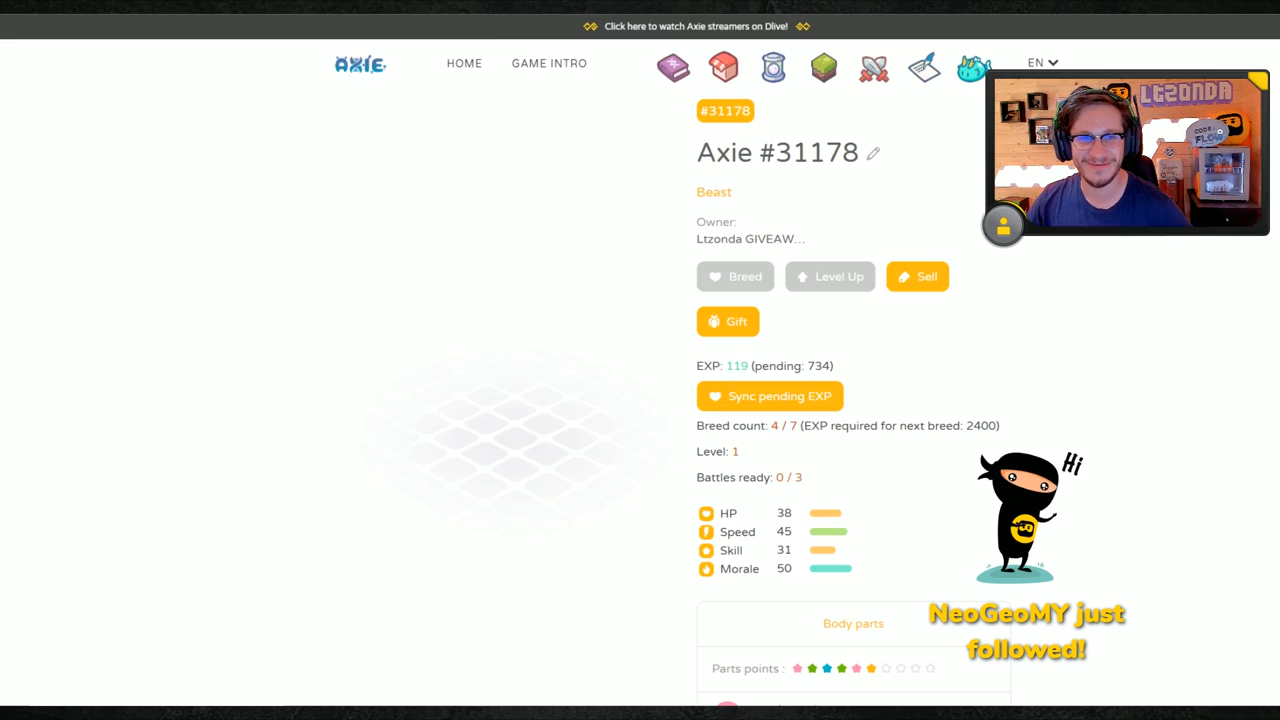 Click here to watch Axie streamers on Dlive!
AXIE
HOME
GAME INTRO
EN
LTZONDA
CODE
FLOW
#31178
Axie #31178
Beast
Owner:
Ltzonda GIVEAW...
Breed
Level Up
Sell
Gift
EXP: 119 (pending: 734)
Sync pending EXP
Breed count: 4 / 7 (EXP required for next breed: 2400)
Level: 1
Battles ready: 0 / 3
HP 38
Speed 45
Skill 31
Morale 50
Hi
NeoGeoMY just
followed!
Body parts
Parts points :